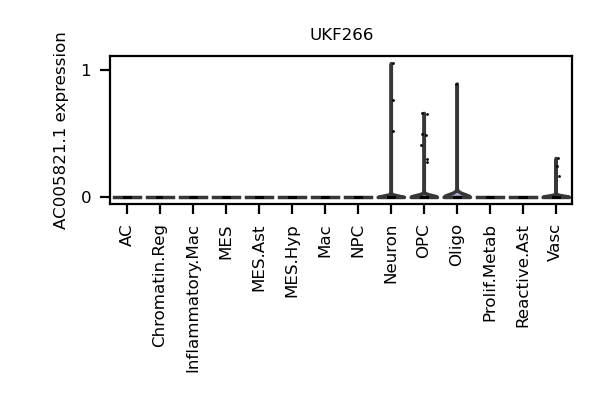 UKF266
AC005821.1 expression
1
0
AC
Chromatin.Reg
Inflammatory.Mac
MES
MES.Ast
MES.Hyp
Mac
NPC
Neuron
OPC
Oligo
Prolif.Metab
Reactive.Ast
Vasc